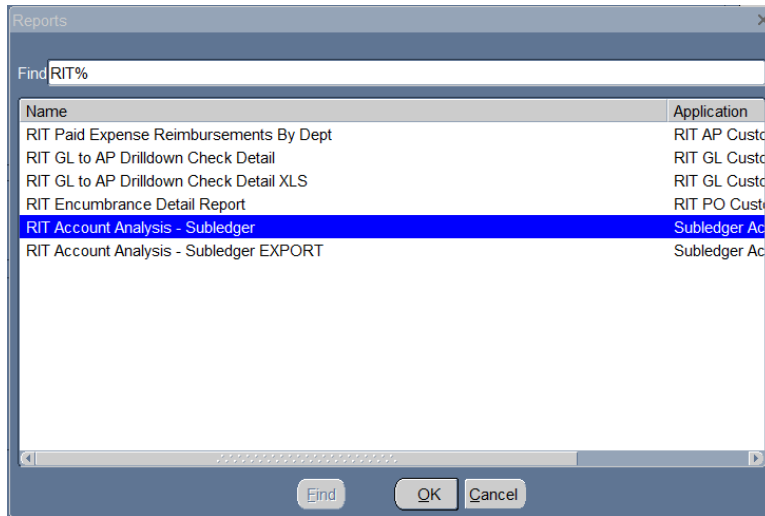 Reports
Find RIT%
Name Application
RIT Paid Expense Reimbursements By Dept RIT AP Custo
RIT GL to AP Drilldown Check Detail RIT GL Custo
RIT GL to AP Drilldown Check Detail XLS RIT GL Custo
RIT Encumbrance Detail Report RIT PO Custo
RIT Account Analysis - Subledger Subledger Ac
RIT Account Analysis - Subledger EXPORT Subledger Ac
Find OK Cancel